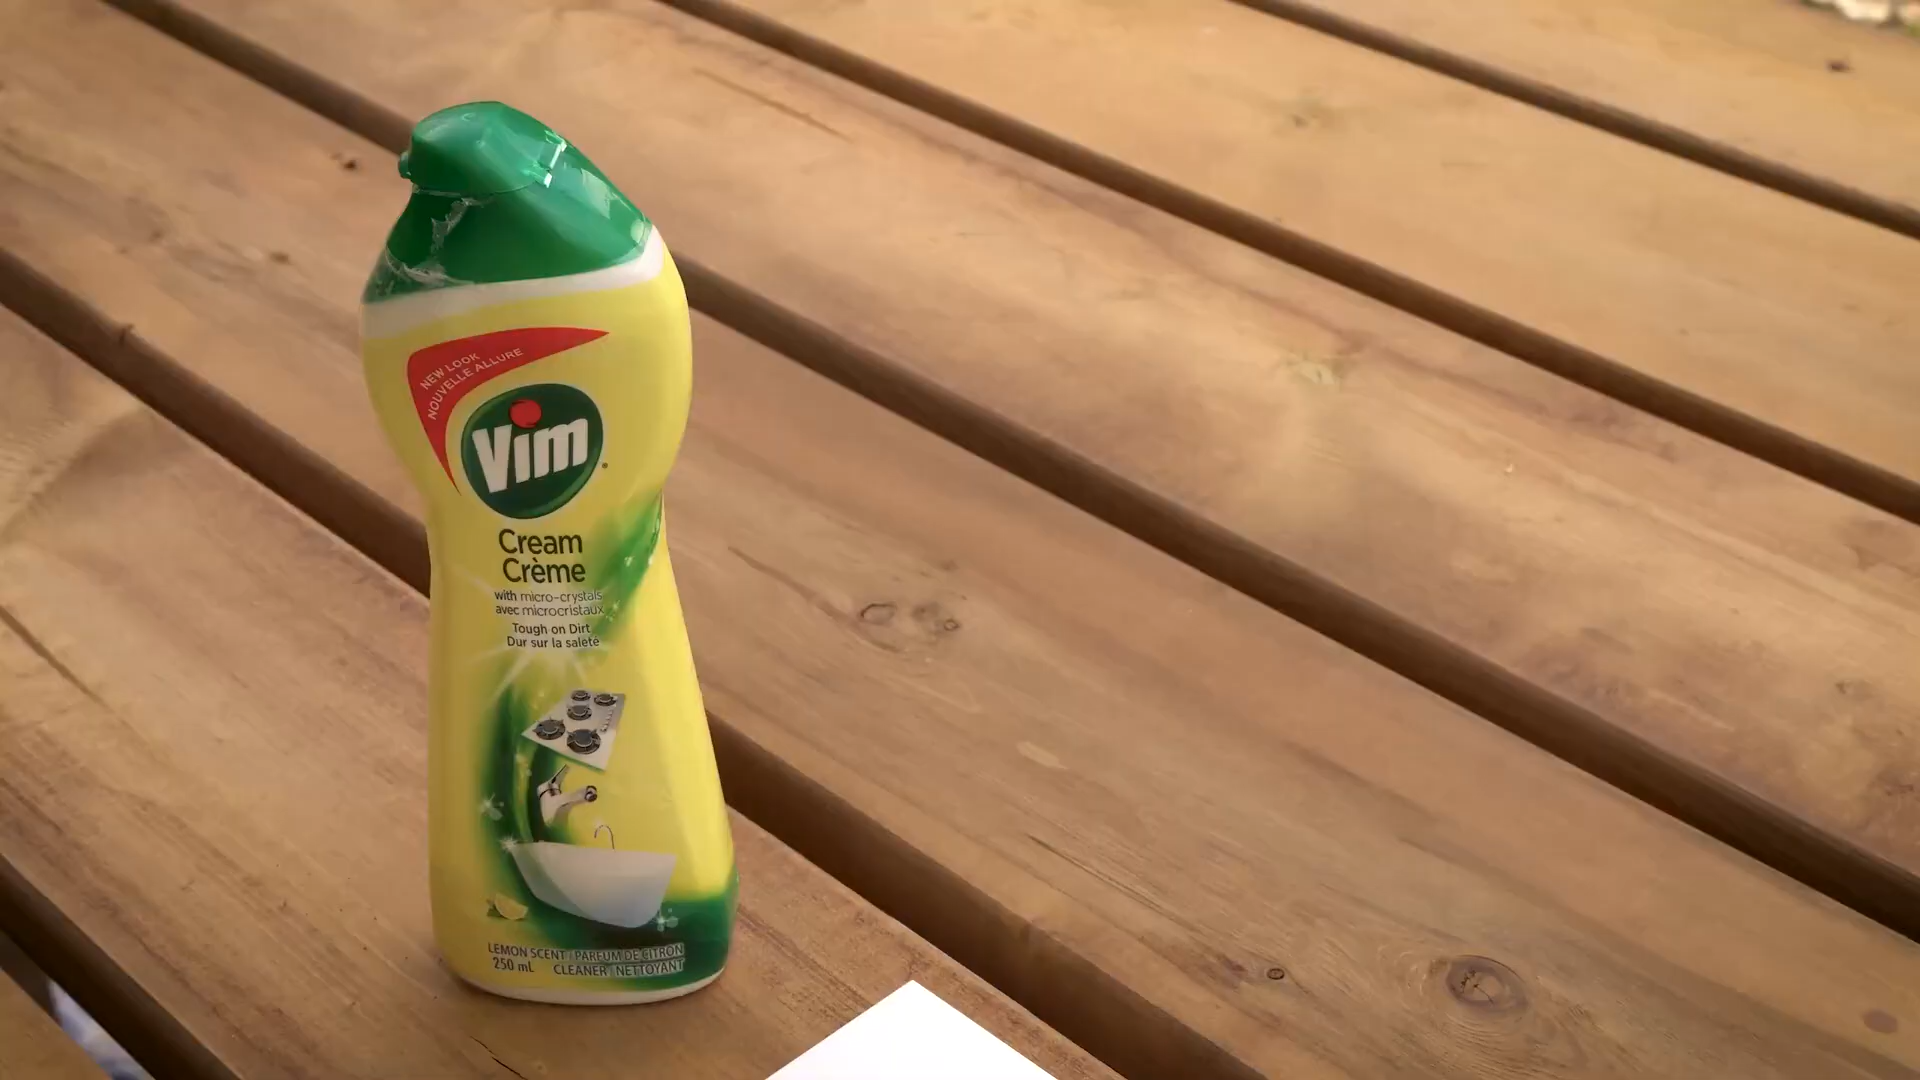 NEW LOOK
NOUVELLE ALLURE
Vim
Cream
Crème
with micro-crystals
avec microcristaux
Tough on Dirt
Dur sur la saleté
LEMON SCENT PARFUM DE CITRON
250 mL CLEANER NETTOYANT